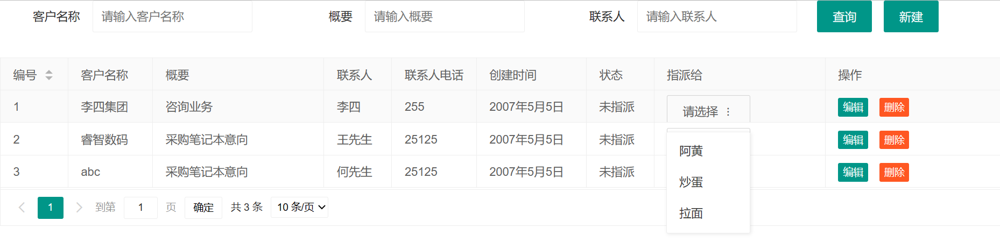 客户名称 请输入客户名称 概要 请输入概要 联系人 请输入联系人 查询 新建
编号 客户名称 概要 联系人 联系人电话 创建时间 状态 指派给 操作
1 李四集团 咨询业务 李四 255 2007年5月5日 未指派 请选择 编辑 删除
2 睿智数码 采购笔记本意向 王先生 25125 2007年5月5日 未指派 编辑 删除
阿黄
3 abc 采购笔记本意向 何先生 25125 2007年5月5日 未指派 编辑 删除
炒蛋
1 到第 1 页 确定 共 3 条 10 条/页
拉面